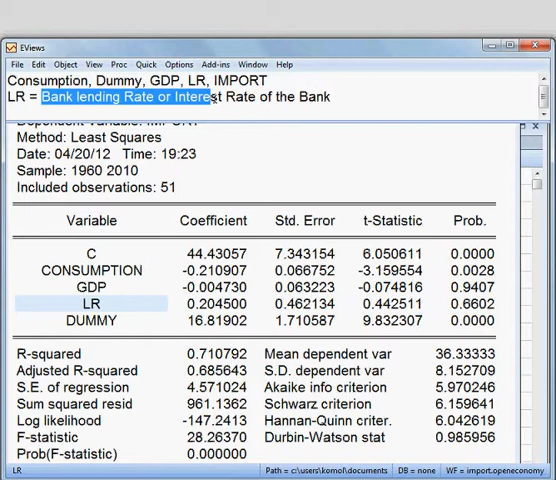 EViews
File Edit Object View Proc Quick Options Add-ins Window Help
Consumption, Dummy, GDP, LR, IMPORT
LR = Bank lending Rate or Interest Rate of the Bank
Dependent Variable: IMPORT
Method: Least Squares
Date: 04/20/12 Time: 19:23
Sample: 1960 2010
Included observations: 51
Variable Coefficient Std. Error t-Statistic Prob.
C 44.43057 7.343154 6.050611 0.0000
CONSUMPTION -0.210907 0.066752 -3.159554 0.0028
GDP -0.004730 0.063223 -0.074816 0.9407
LR 0.204500 0.462134 0.442511 0.6602
DUMMY 16.81902 1.710587 9.832307 0.0000
R-squared 0.710792 Mean dependent var 36.33333
Adjusted R-squared 0.685643 S.D. dependent var 8.152709
S.E. of regression 4.571024 Akaike info criterion 5.970246
Sum squared resid 961.1362 Schwarz criterion 6.159641
Log likelihood -147.2413 Hannan-Quinn criter. 6.042619
F-statistic 28.26370 Durbin-Watson stat 0.985956
Prob(F-statistic) 0.000000
LR Path = c:\users\komol\documents DB = none WF = import.openeconomy